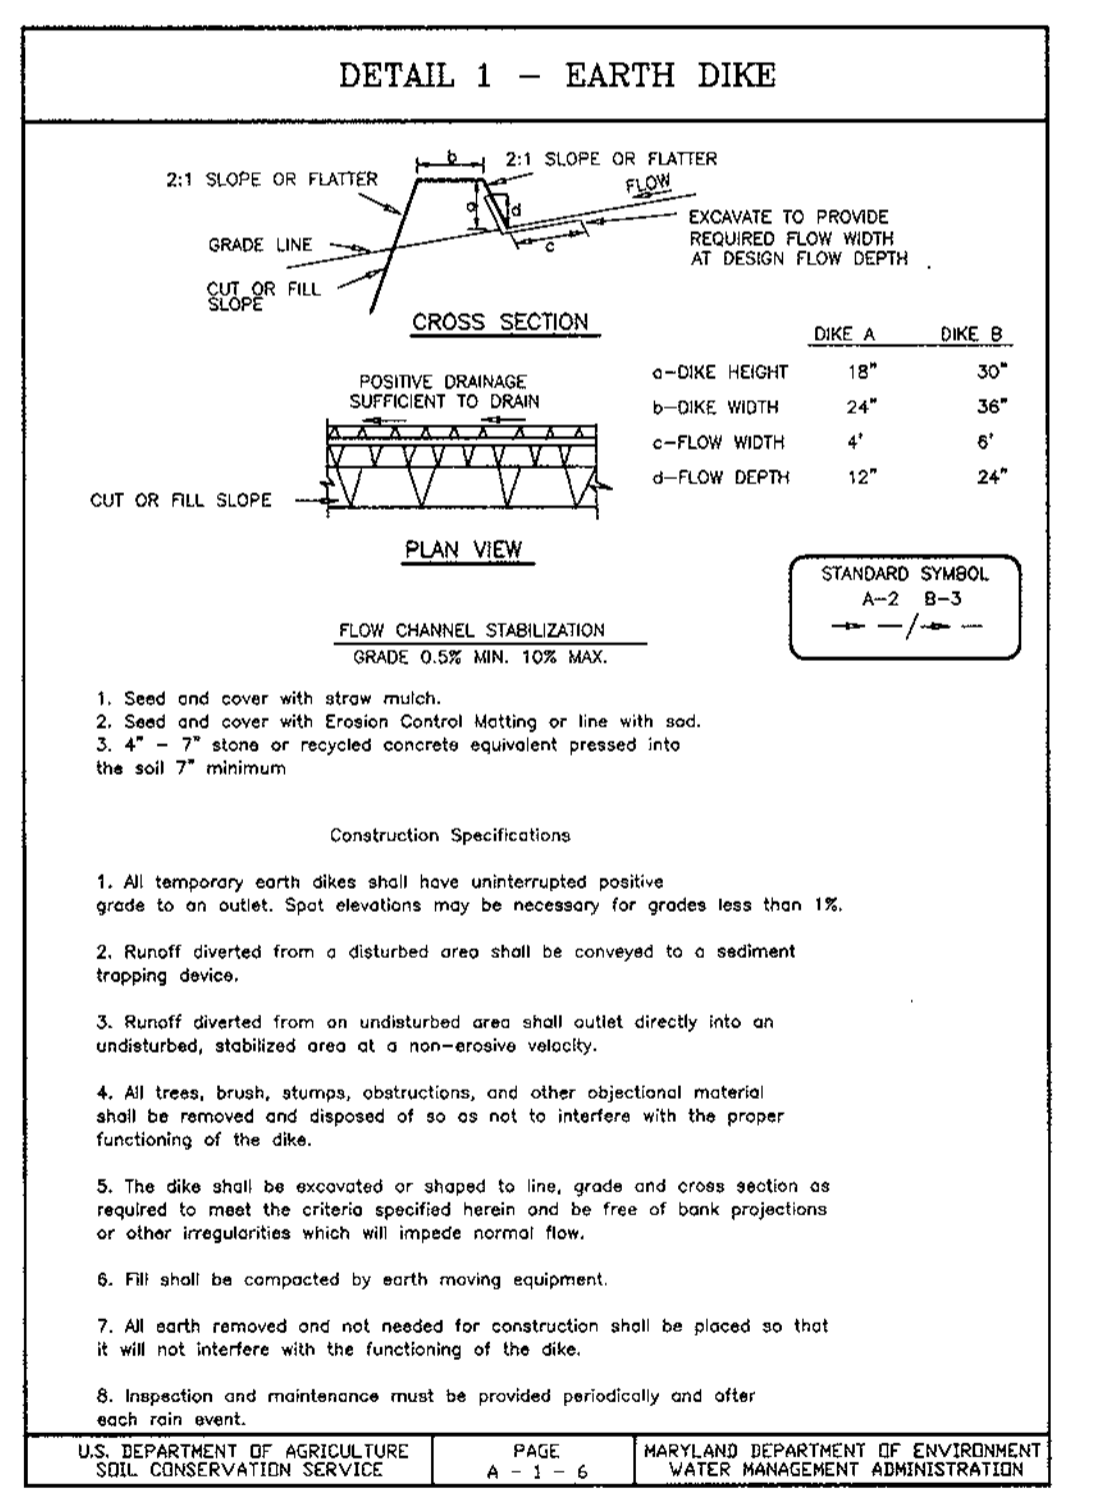 DETAIL 1 – EARTH DIKE
b
2:1 SLOPE OR FLATTER
2:1 SLOPE OR FLATTER
FLOW
a
d
EXCAVATE TO PROVIDE
REQUIRED FLOW WIDTH
AT DESIGN FLOW DEPTH
GRADE LINE
c
CUT OR FILL
SLOPE
CROSS SECTION
DIKE A DIKE B
a–DIKE HEIGHT 18" 30"
b–DIKE WIDTH 24" 36"
c–FLOW WIDTH 4' 6'
d–FLOW DEPTH 12" 24"
POSITIVE DRAINAGE
SUFFICIENT TO DRAIN
CUT OR FILL SLOPE
PLAN VIEW
STANDARD SYMBOL
A–2 B–3
/
FLOW CHANNEL STABILIZATION
GRADE 0.5% MIN. 10% MAX.
1. Seed and cover with straw mulch.
2. Seed and cover with Erosion Control Matting or line with sod.
3. 4" – 7" stone or recycled concrete equivalent pressed into
the soil 7" minimum
Construction Specifications
1. All temporary earth dikes shall have uninterrupted positive
grade to an outlet. Spot elevations may be necessary for grades less than 1%.
2. Runoff diverted from a disturbed area shall be conveyed to a sediment
trapping device.
3. Runoff diverted from an undisturbed area shall outlet directly into an
undisturbed, stabilized area at a non–erosive velocity.
4. All trees, brush, stumps, obstructions, and other objectional material
shall be removed and disposed of so as not to interfere with the proper
functioning of the dike.
5. The dike shall be excavated or shaped to line, grade and cross section as
required to meet the criteria specified herein and be free of bank projections
or other irregularities which will impede normal flow.
6. Fill shall be compacted by earth moving equipment.
7. All earth removed and not needed for construction shall be placed so that
it will not interfere with the functioning of the dike.
8. Inspection and maintenance must be provided periodically and after
each rain event.
U.S. DEPARTMENT OF AGRICULTURE
SOIL CONSERVATION SERVICE
PAGE
A – 1 – 6
MARYLAND DEPARTMENT OF ENVIRONMENT
WATER MANAGEMENT ADMINISTRATION